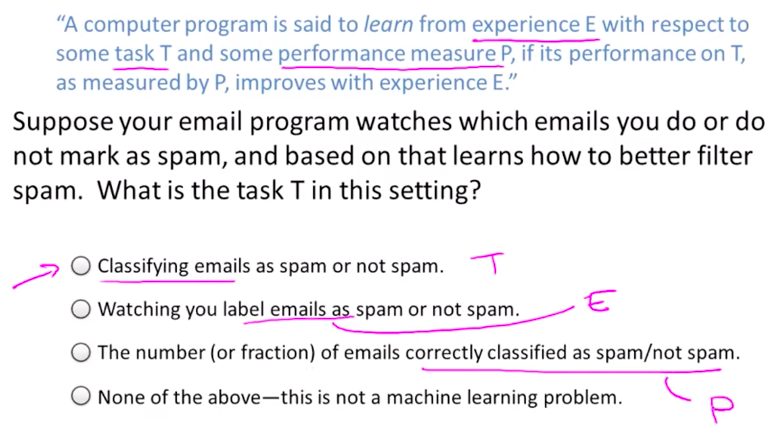 “A computer program is said to learn from experience E with respect to
some task T and some performance measure P, if its performance on T,
as measured by P, improves with experience E.”
Suppose your email program watches which emails you do or do
not mark as spam, and based on that learns how to better filter
spam.  What is the task T in this setting?
Classifying emails as spam or not spam. T
Watching you label emails as spam or not spam. E
The number (or fraction) of emails correctly classified as spam/not spam.
None of the above—this is not a machine learning problem.
P